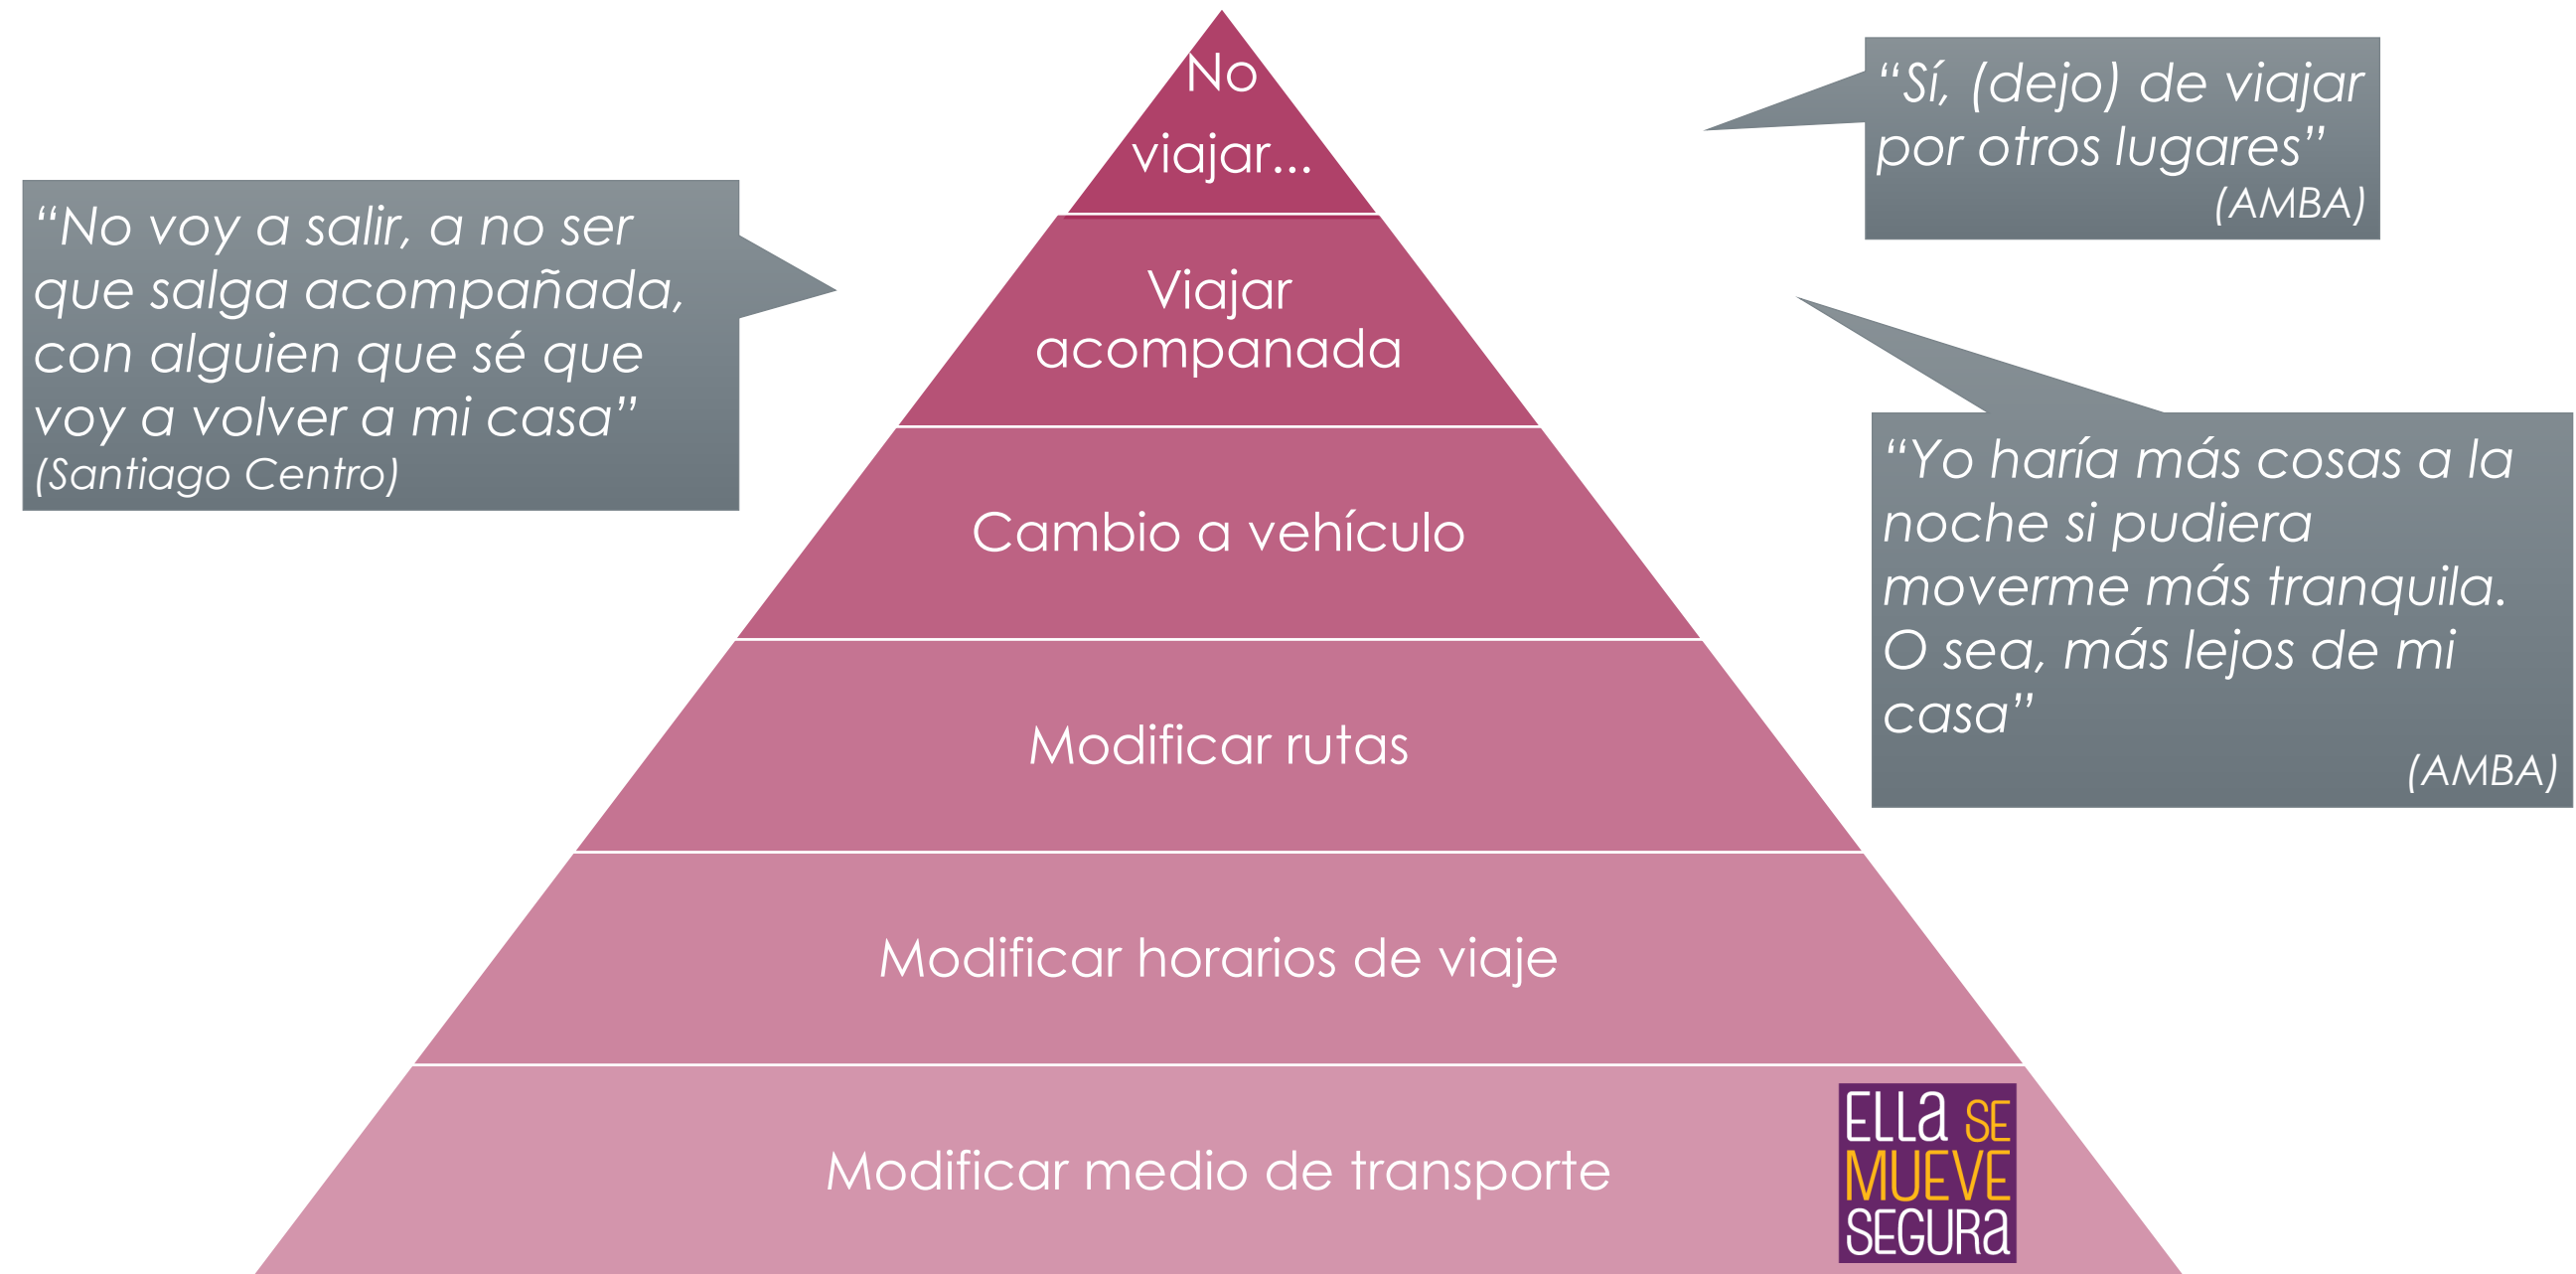 No
viajar...
“Sí, (dejo) de viajar
por otros lugares”
(AMBA)
“No voy a salir, a no ser
que salga acompañada,
con alguien que sé que
voy a volver a mi casa”
(Santiago Centro)
Viajar
acompanada
“Yo haría más cosas a la
noche si pudiera
moverme más tranquila.
O sea, más lejos de mi
casa”
(AMBA)
Cambio a vehículo
Modificar rutas
Modificar horarios de viaje
Modificar medio de transporte
ELLa SE
MUEVE
SEGURa